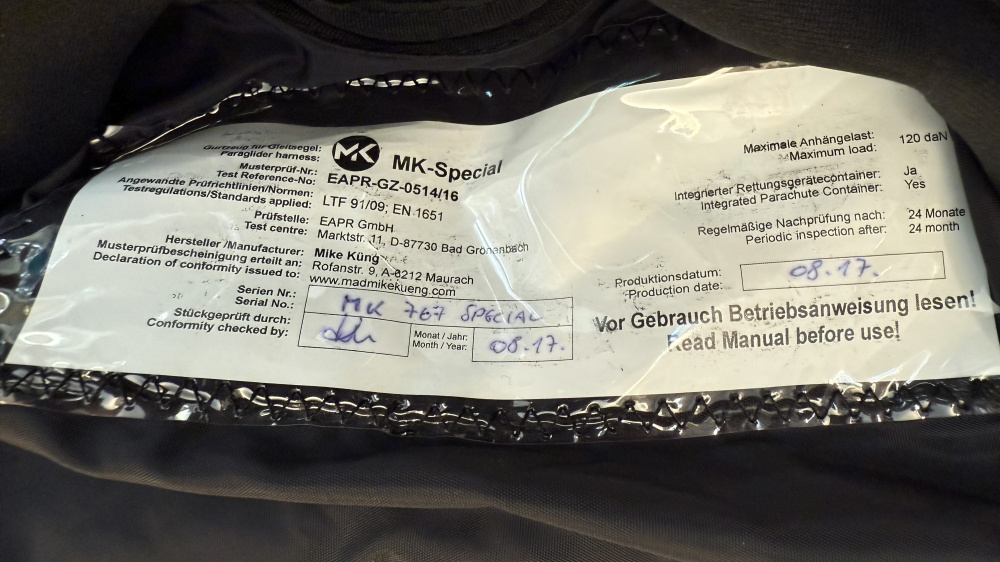 Gurtzeug für Gleitsegel:
Paraglider harness:
MK MK-Special
Musterprüf-Nr.:
Test Reference-No:
EAPR-GZ-0514/16
Angewandte Prüfrichtlinien/Normen:
Testregulations/Standards applied:
LTF 91/09; EN 1651
Prüfstelle:
Test centre:
EAPR GmbH
Marktstr. 11, D-87730 Bad Grönenbach
Hersteller /Manufacturer:
Musterprüfbescheinigung erteilt an:
Declaration of conformity issued to:
Mike Küng
Rofanstr. 9, A-6212 Maurach
www.madmikekueng.com
Serien Nr.:
Serial No.:
MK 767 SPECIAL
Stückgeprüft durch:
Conformity checked by:
Monat / Jahr:
Month / Year:
08.17.
Maximale Anhängelast:
Maximum load:
120 daN
Integrierter Rettungsgerätecontainer:
Integrated Parachute Container:
Ja
Yes
Regelmäßige Nachprüfung nach:
Periodic inspection after:
24 Monate
24 month
Produktionsdatum:
Production date:
08.17.
Vor Gebrauch Betriebsanweisung lesen!
Read Manual before use!